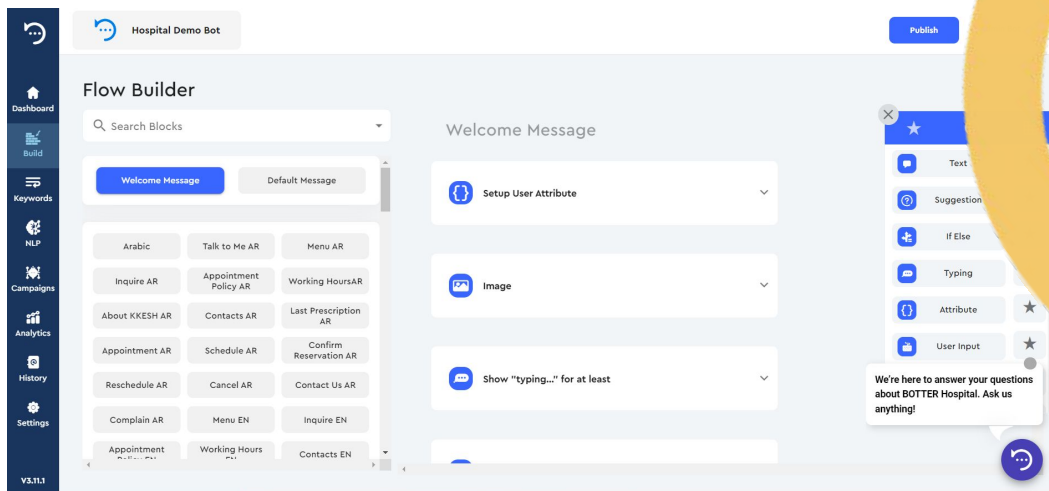 Hospital Demo Bot
Publish
Dashboard
Build
Keywords
NLP
Campaigns
Analytics
History
Settings
V3.11.1
Flow Builder
Search Blocks
Welcome Message
Default Message
Arabic
Talk to Me AR
Menu AR
Inquire AR
Appointment
Policy AR
Working HoursAR
About KKESH AR
Contacts AR
Last Prescription
AR
Appointment AR
Schedule AR
Confirm
Reservation AR
Reschedule AR
Cancel AR
Contact Us AR
Complain AR
Menu EN
Inquire EN
Appointment
Policy EN
Working Hours
EN
Contacts EN
Welcome Message
Setup User Attribute
Image
Show "typing..." for at least
Text
Suggestion
If Else
Typing
Attribute
User Input
We're here to answer your questions
about BOTTER Hospital. Ask us
anything!